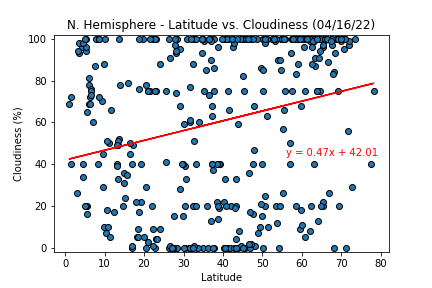 N. Hemisphere - Latitude vs. Cloudiness (04/16/22)
100
80
60
40
20
0
Cloudiness (%)
y = 0.47x + 42.01
0 10 20 30 40 50 60 70 80
Latitude